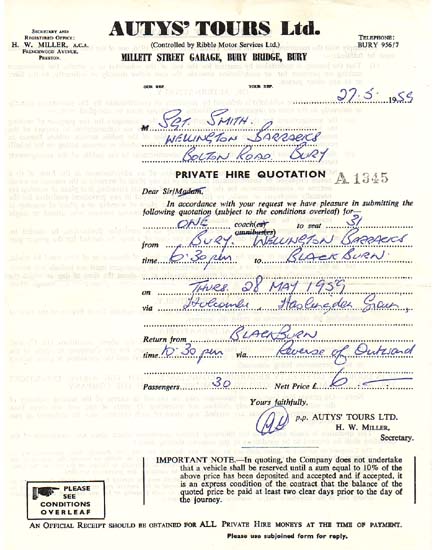 SECRETARY AND
REGISTERED OFFICE:
H. W. MILLER, A.C.A.
FRENCHWOOD AVENUE,
PRESTON.
AUTYS' TOURS Ltd.
(Controlled by Ribble Motor Services Ltd.)
MILLETT STREET GARAGE, BURY BRIDGE, BURY
TELEPHONE:
BURY 956/7
OUR REF. YOUR REF.
27.5.1959
M Sgt. Smith.
Wellington Barracks
Bolton Road. Bury
PRIVATE HIRE QUOTATION A 1345
Dear Sir/Madam,
In accordance with your request we have pleasure in submitting the
following quotation (subject to the conditions overleaf) for—
ONE coach(es) to seat 31
omnibus(es)
from Bury. Wellington Barracks
time 6:30pm to Blackburn
on Thurs. 28 May 1959
via Holcombe, Haslingden Grane,
Return from Blackburn
time 10.30 pm via Reverse of Outward
Passengers 30 Nett Price £ 6 —
Yours faithfully,
p.p. AUTYS' TOURS LTD.
H. W. MILLER,
Secretary.
IMPORTANT NOTE.—In quoting, the Company does not undertake
that a vehicle shall be reserved until a sum equal to 10% of the
above price has been deposited and accepted and if accepted, it
is an express condition of the contract that the balance of the
quoted price be paid at least two clear days prior to the day of
the journey.
PLEASE
SEE
CONDITIONS
OVERLEAF
AN OFFICIAL RECEIPT SHOULD BE OBTAINED FOR ALL PRIVATE HIRE MONEYS AT THE TIME OF PAYMENT.
Please use subjoined form for reply.